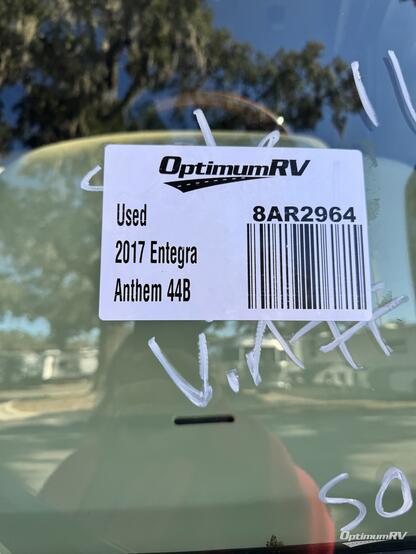 OptimumRV
Used
8AR2964
2017 Entegra
Anthem 44B
SO
OptimumRV